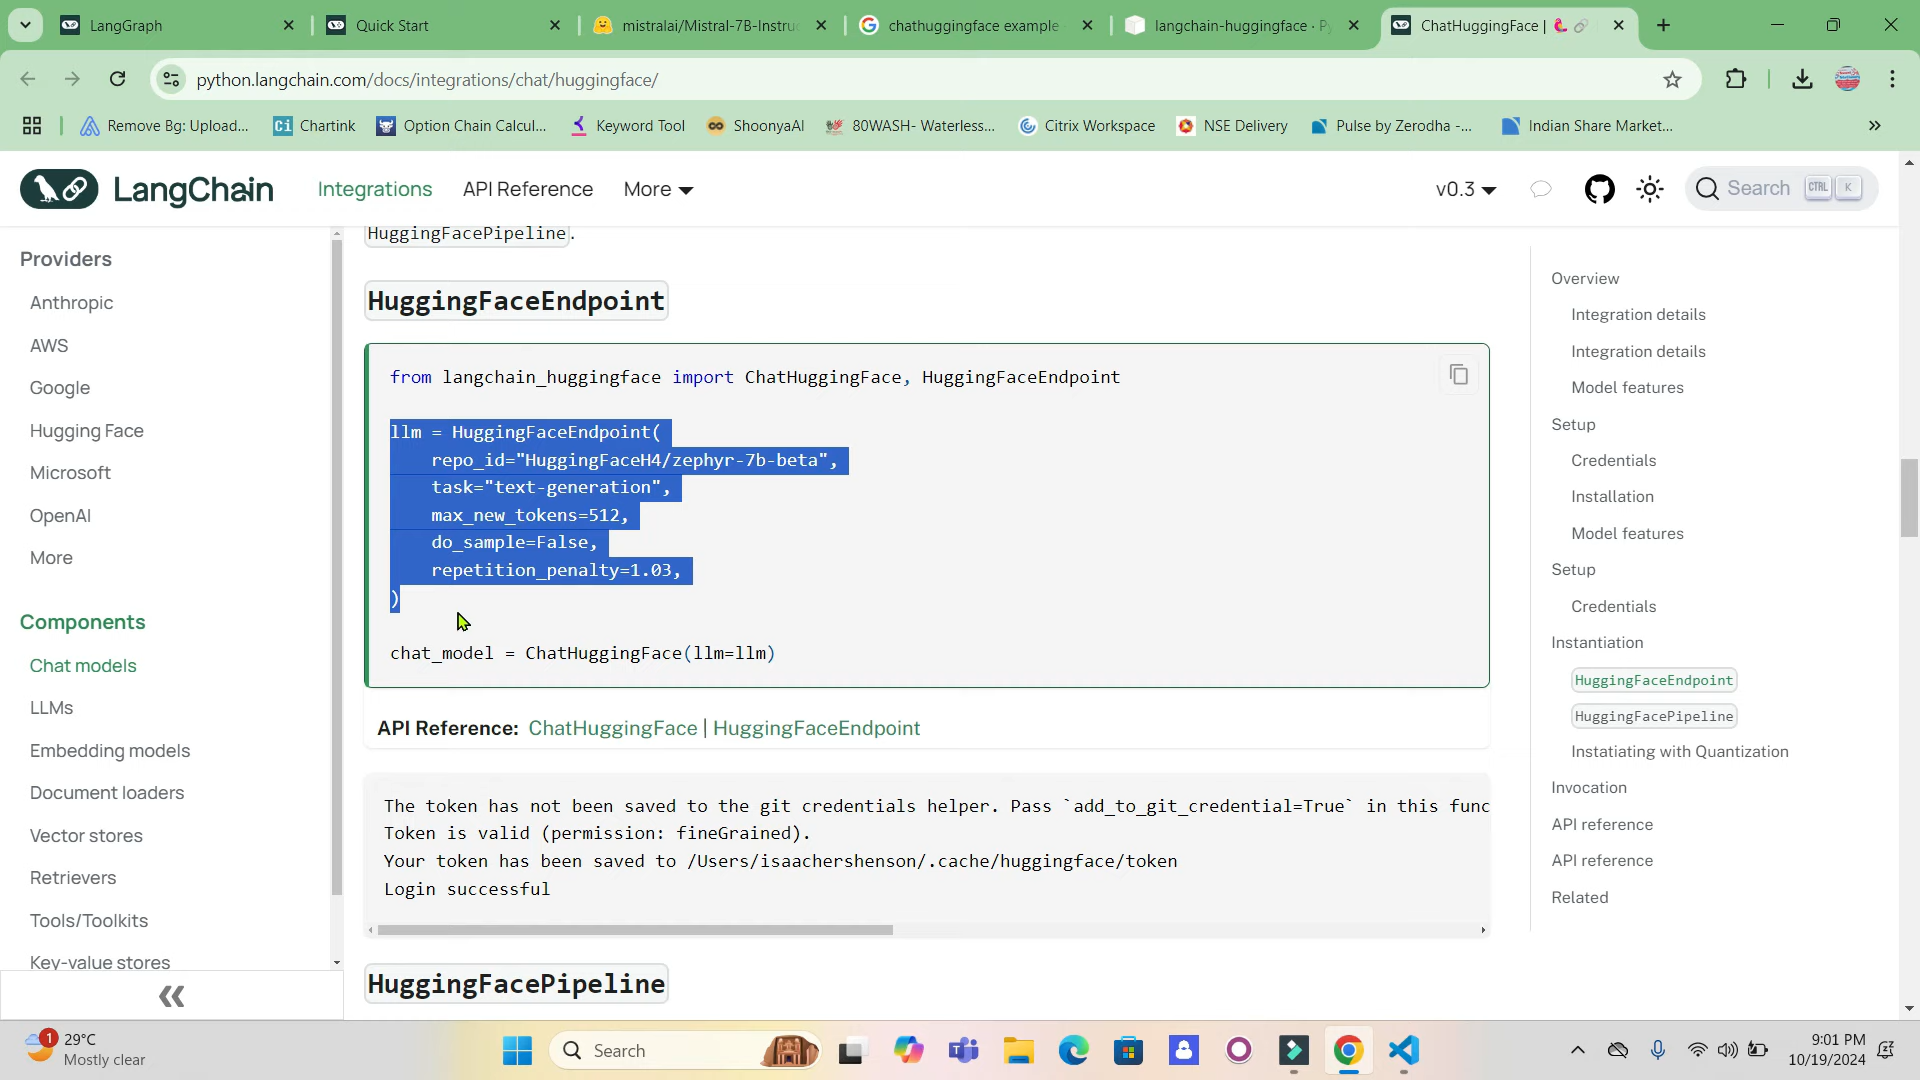 LangGraph
Quick Start
mistralai/Mistral-7B-Instruc
chathuggingface example
langchain-huggingface · Py
ChatHuggingFace |
python.langchain.com/docs/integrations/chat/huggingface/
Remove Bg: Upload...
Chartink
Option Chain Calcul...
Keyword Tool
ShoonyaAI
80WASH- Waterless...
Citrix Workspace
NSE Delivery
Pulse by Zerodha -...
Indian Share Market...
LangChain
Integrations
API Reference
More
v0.3
Search
CTRL
K
Providers
Anthropic
AWS
Google
Hugging Face
Microsoft
OpenAI
More
Components
Chat models
LLMs
Embedding models
Document loaders
Vector stores
Retrievers
Tools/Toolkits
Key-value stores
HuggingFacePipeline.
HuggingFaceEndpoint
from langchain_huggingface import ChatHuggingFace, HuggingFaceEndpoint
llm = HuggingFaceEndpoint(
repo_id="HuggingFaceH4/zephyr-7b-beta",
task="text-generation",
max_new_tokens=512,
do_sample=False,
repetition_penalty=1.03,
)
chat_model = ChatHuggingFace(llm=llm)
API Reference: ChatHuggingFace | HuggingFaceEndpoint
The token has not been saved to the git credentials helper. Pass `add_to_git_credential=True` in this func
Token is valid (permission: fineGrained).
Your token has been saved to /Users/isaachershenson/.cache/huggingface/token
Login successful
HuggingFacePipeline
Overview
Integration details
Integration details
Model features
Setup
Credentials
Installation
Model features
Setup
Credentials
Instantiation
HuggingFaceEndpoint
HuggingFacePipeline
Instatiating with Quantization
Invocation
API reference
API reference
Related
1
29°C
Mostly clear
Search
9:01 PM
10/19/2024